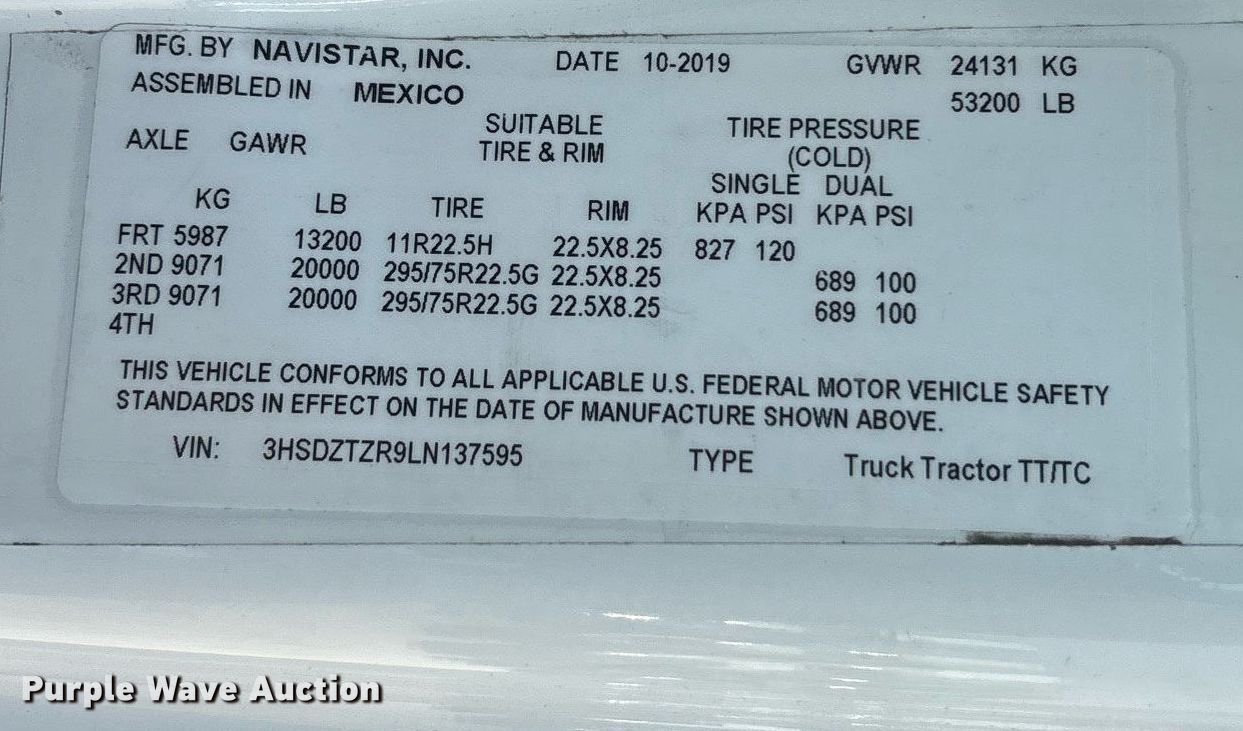 MFG. BY NAVISTAR, INC. DATE 10-2019 GVWR 24131 KG
ASSEMBLED IN MEXICO 53200 LB
AXLE GAWR SUITABLE TIRE PRESSURE
TIRE & RIM (COLD)
SINGLE DUAL
KG LB TIRE RIM KPA PSI KPA PSI
FRT 5987 13200 11R22.5H 22.5X8.25 827 120
2ND 9071 20000 295/75R22.5G 22.5X8.25 689 100
3RD 9071 20000 295/75R22.5G 22.5X8.25 689 100
4TH
THIS VEHICLE CONFORMS TO ALL APPLICABLE U.S. FEDERAL MOTOR VEHICLE SAFETY
STANDARDS IN EFFECT ON THE DATE OF MANUFACTURE SHOWN ABOVE.
VIN: 3HSDZTZR9LN137595 TYPE Truck Tractor TT/TC
Purple Wave Auction